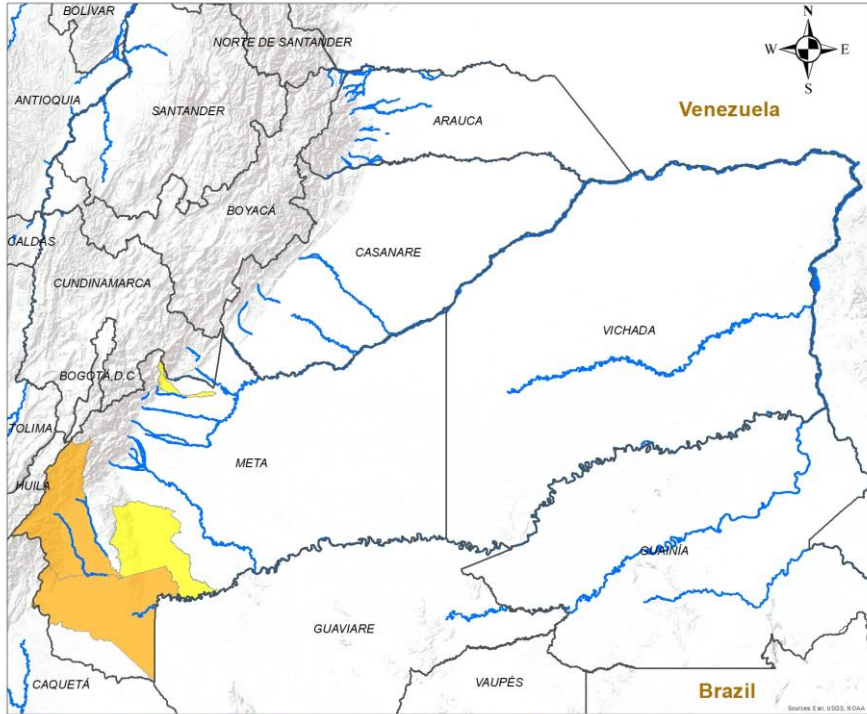 BOLÍVAR
N
NORTE DE SANTANDER
W
E
S
ANTIOQUIA
SANTANDER
Venezuela
ARAUCA
BOYACÁ
CALDAS
CASANARE
CUNDINAMARCA
VICHADA
BOGOTÁ, D.C
TOLIMA
META
HUILA
GUAINÍA
GUAVIARE
CAQUETÁ
VAUPÉS
Brazil
Sources: Esri, USGS, NOAA